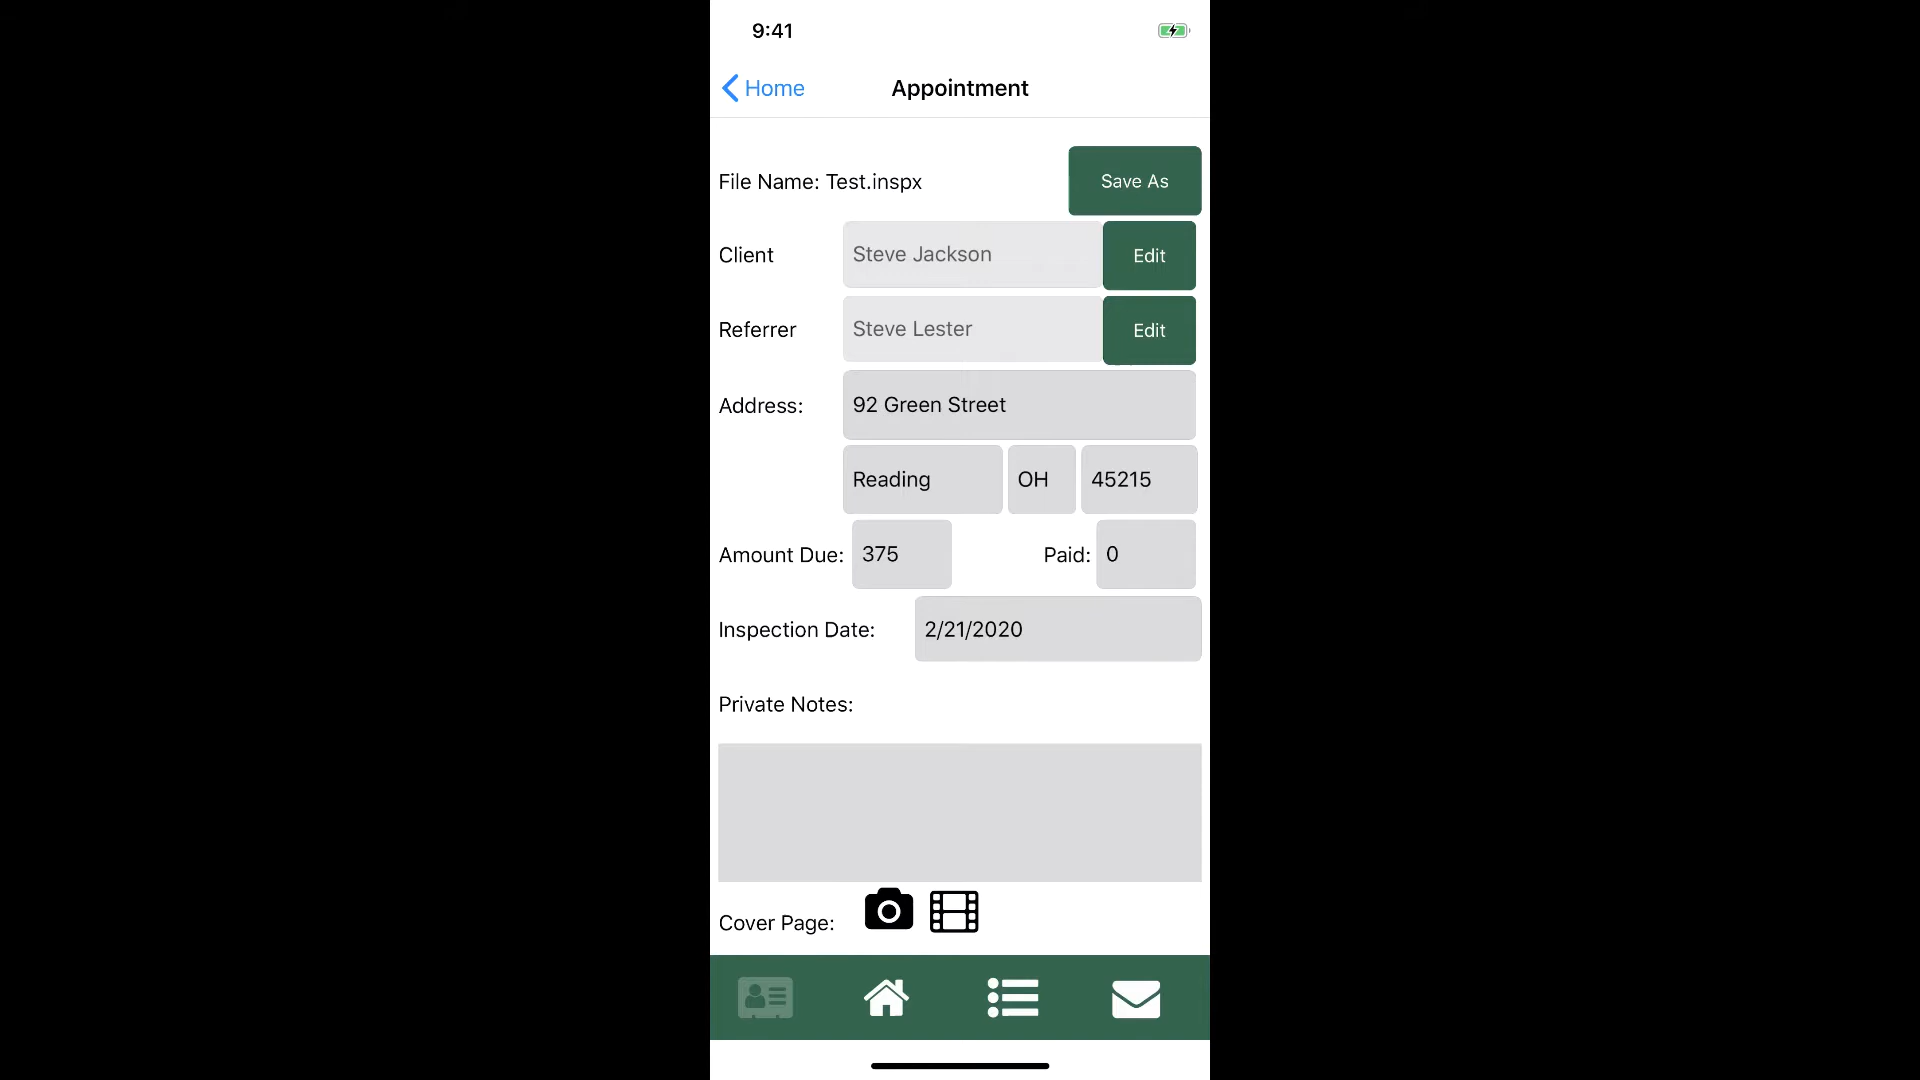 9:41
Home Appointment
File Name: Test.inspx Save As
Client Steve Jackson Edit
Referrer Steve Lester Edit
Address: 92 Green Street
Reading OH 45215
Amount Due: 375 Paid: 0
Inspection Date: 2/21/2020
Private Notes:
Cover Page: